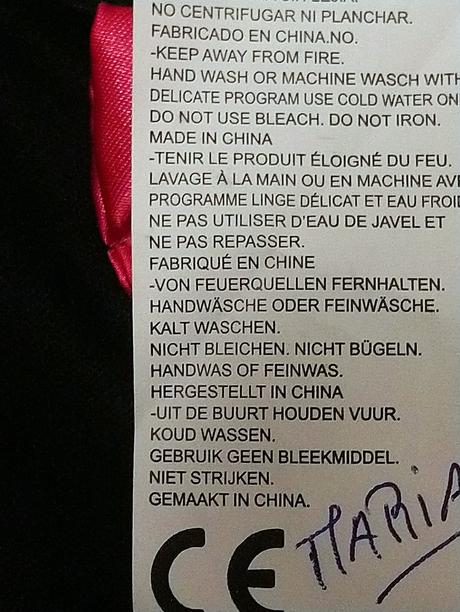 NO CENTRIFUGAR NI PLANCHAR.
FABRICADO EN CHINA.NO.
-KEEP AWAY FROM FIRE.
HAND WASH OR MACHINE WASCH WITH
DELICATE PROGRAM USE COLD WATER ON
DO NOT USE BLEACH. DO NOT IRON.
MADE IN CHINA
-TENIR LE PRODUIT ÉLOIGNÉ DU FEU.
LAVAGE À LA MAIN OU EN MACHINE AVE
PROGRAMME LINGE DÉLICAT ET EAU FROID
NE PAS UTILISER D'EAU DE JAVEL ET
NE PAS REPASSER.
FABRIQUÉ EN CHINE
-VON FEUERQUELLEN FERNHALTEN.
HANDWÄSCHE ODER FEINWÄSCHE.
KALT WASCHEN.
NICHT BLEICHEN. NICHT BÜGELN.
HANDWAS OF FEINWAS.
HERGESTELLT IN CHINA
-UIT DE BUURT HOUDEN VUUR.
KOUD WASSEN.
GEBRUIK GEEN BLEEKMIDDEL.
NIET STRIJKEN.
GEMAAKT IN CHINA.
CE MARIA